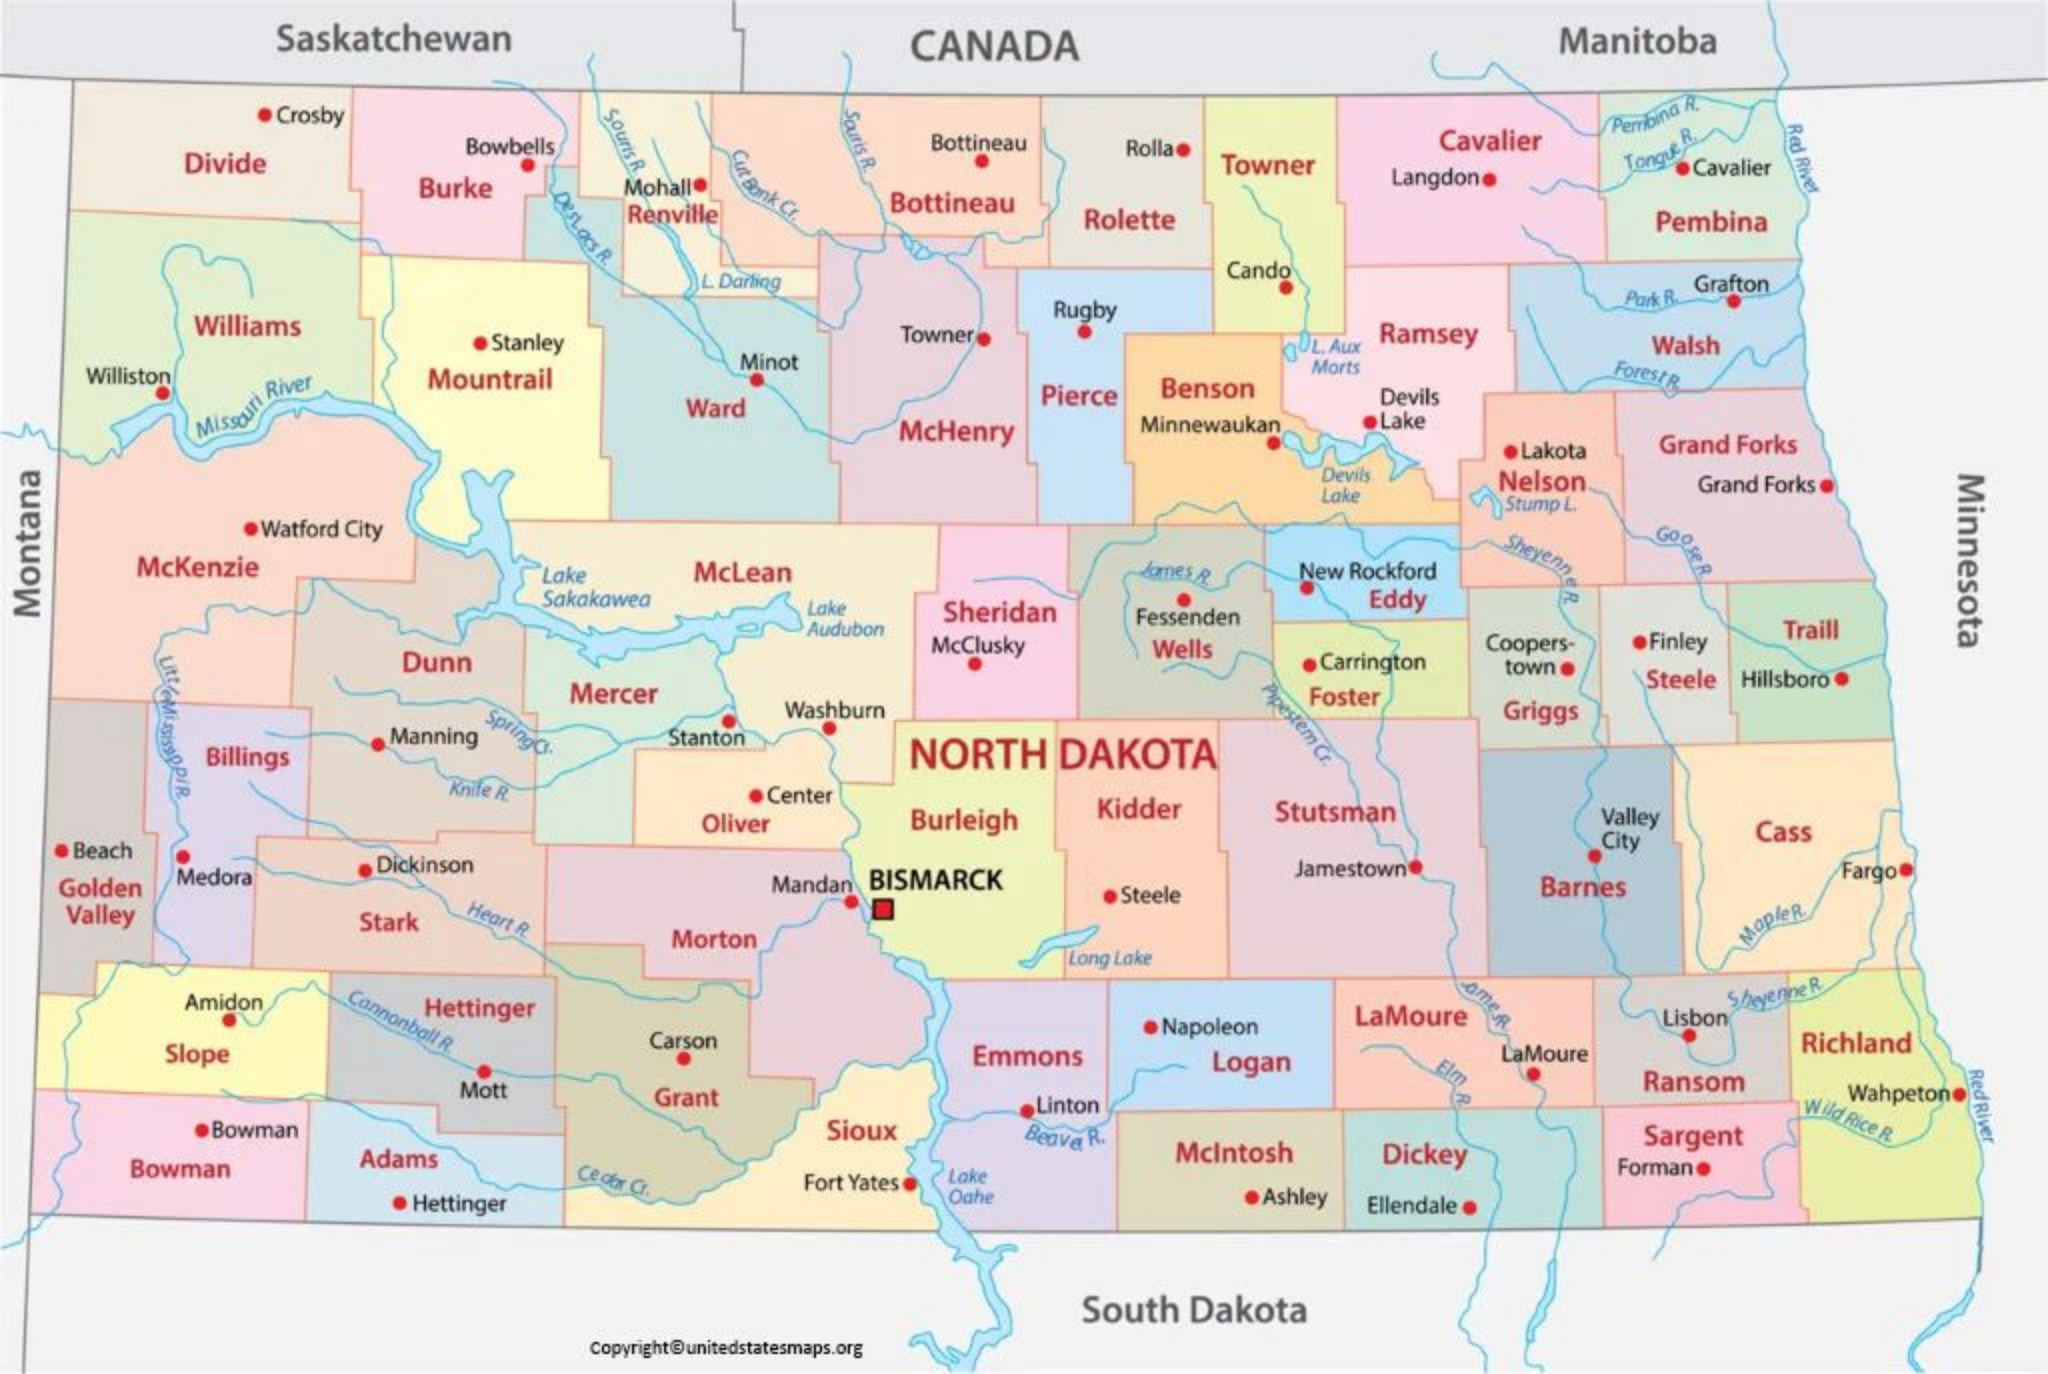 Saskatchewan
CANADA
Manitoba
Montana
Minnesota
South Dakota
NORTH DAKOTA
Crosby
Divide
Bowbells
Burke
Souris R.
Mohall
Renville
Cut Bank Cr.
Souris R.
Bottineau
Bottineau
Rolla
Rolette
Towner
Cando
Cavalier
Langdon
Pembina R.
Tongue R.
Cavalier
Pembina
Red River
Des Lacs R.
L. Darling
Williams
Williston
Missouri River
Stanley
Mountrail
Minot
Ward
Towner
McHenry
Rugby
Pierce
Benson
Minnewaukan
L. Aux
Morts
Ramsey
Devils
Lake
Devils
Lake
Grafton
Park R.
Walsh
Forest R.
Lakota
Nelson
Stump L.
Grand Forks
Grand Forks
Goose R.
Sheyenne R.
Watford City
McKenzie
Lake
Sakakawea
McLean
Lake
Audubon
Sheridan
McClusky
James R.
Fessenden
Wells
New Rockford
Eddy
Carrington
Foster
Coopers-
town
Griggs
Finley
Steele
Traill
Hillsboro
Little Mississippi R.
Dunn
Manning
Spring Cr.
Knife R.
Mercer
Stanton
Washburn
Pipestem Cr.
Billings
Medora
Beach
Golden
Valley
Center
Oliver
Burleigh
BISMARCK
Kidder
Steele
Long Lake
Stutsman
Jamestown
Valley
City
Barnes
Cass
Fargo
Maple R.
Dickinson
Stark
Heart R.
Mandan
Morton
Amidon
Slope
Cannonball R.
Hettinger
Mott
Carson
Grant
Emmons
Linton
Beaver R.
Napoleon
Logan
LaMoure
James R.
LaMoure
Elm R.
Lisbon
Ransom
Sheyenne R.
Richland
Wahpeton
Wild Rice R.
Red River
Bowman
Bowman
Adams
Hettinger
Cedar Cr.
Sioux
Fort Yates
Lake
Oahe
McIntosh
Ashley
Dickey
Ellendale
Sargent
Forman
Copyright©unitedstatesmaps.org